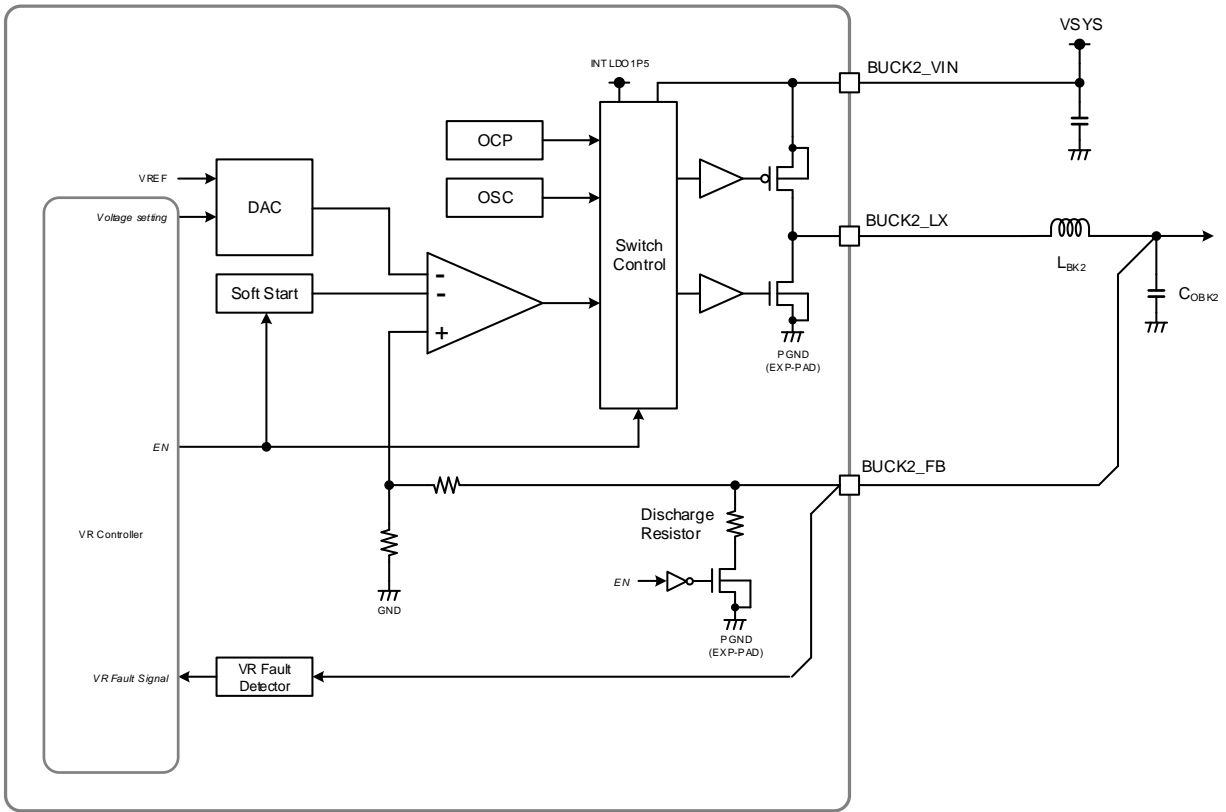 VSYS
INTLDO1P5
BUCK2_VIN
OCP
VREF
DAC
OSC
Voltage setting
BUCK2_LX
Switch
Control
LBK2
Soft Start
-
-
+
COBK2
PGND
(EXP-PAD)
EN
BUCK2_FB
Discharge
Resistor
VR Controller
EN
GND
PGND
(EXP-PAD)
VR Fault Signal
VR Fault
Detector